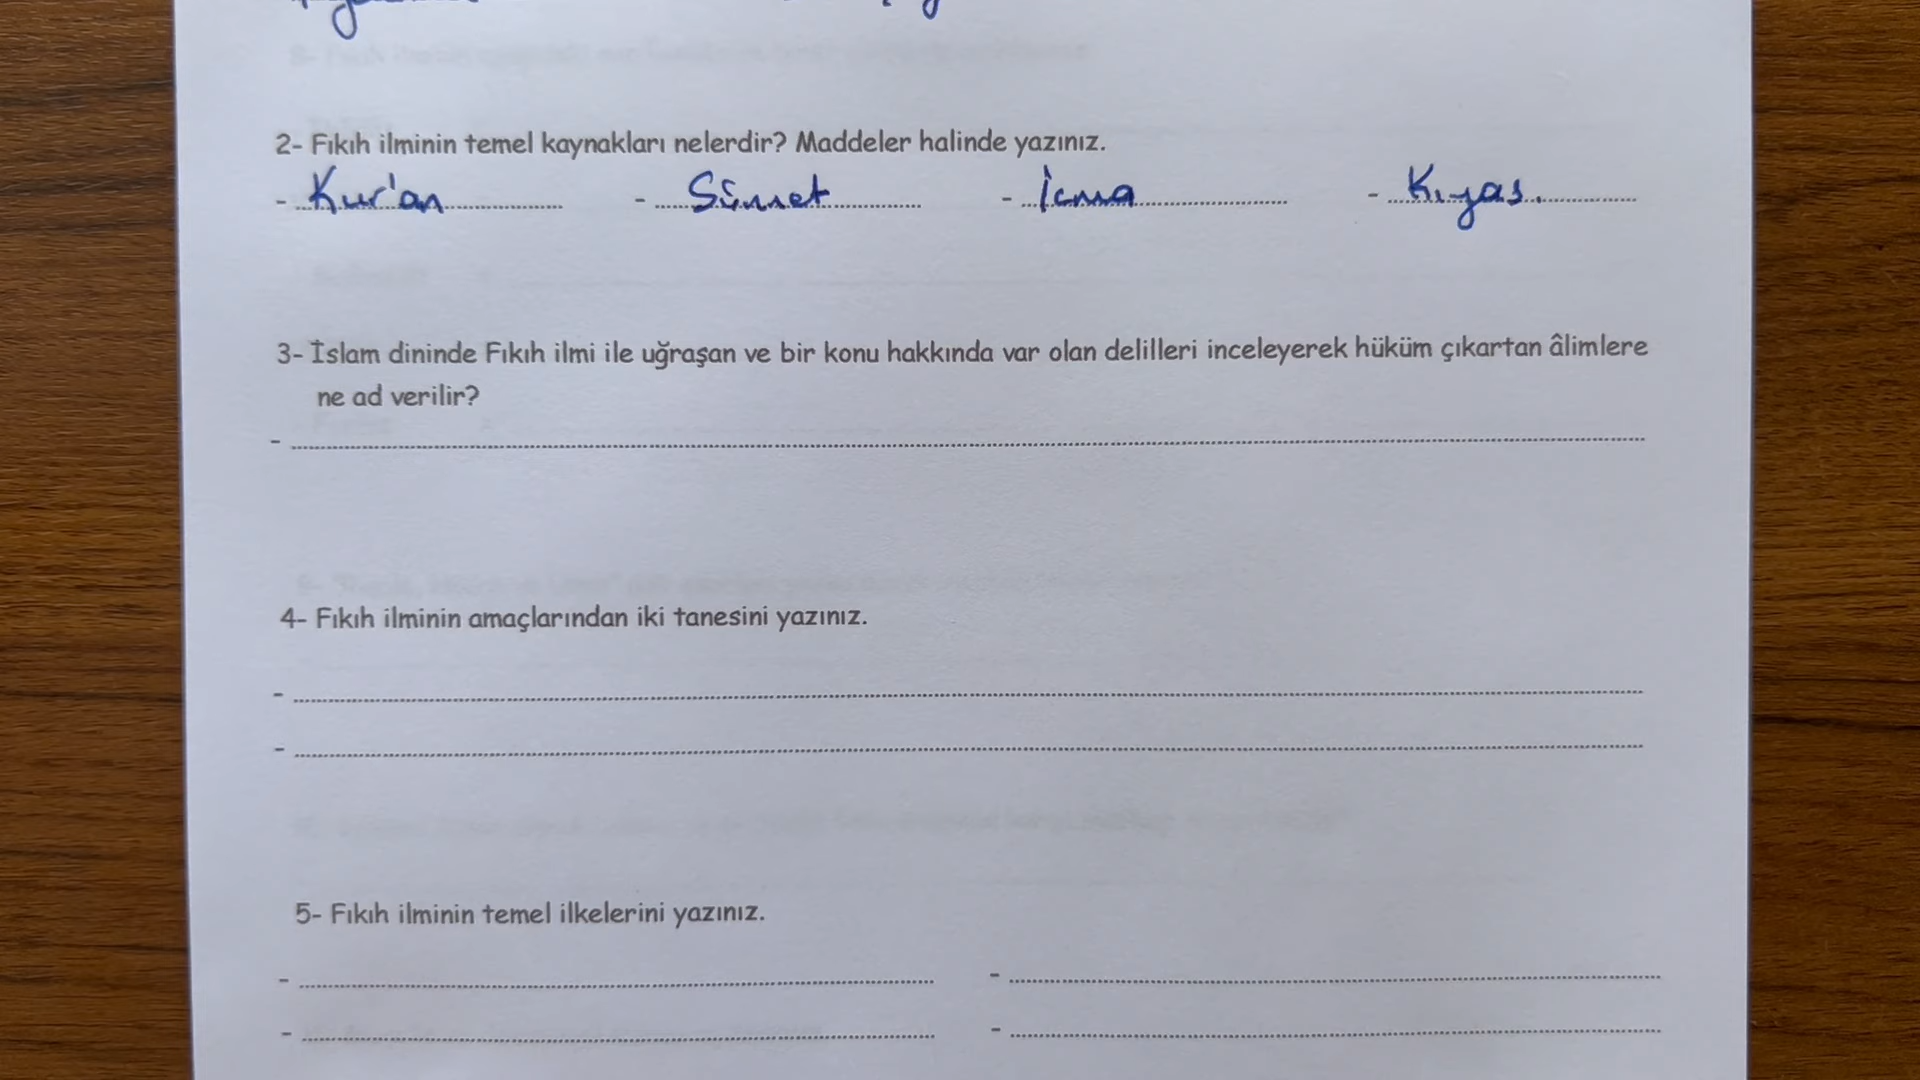 2- Fıkıh ilminin temel kaynakları nelerdir? Maddeler halinde yazınız.
- Kur'an - Sünnet - İcma - Kıyas.
3- İslam dininde Fıkıh ilmi ile uğraşan ve bir konu hakkında var olan delilleri inceleyerek hüküm çıkartan âlimlere
ne ad verilir?
-
4- Fıkıh ilminin amaçlarından iki tanesini yazınız.
-
-
5- Fıkıh ilminin temel ilkelerini yazınız.
- -
- -